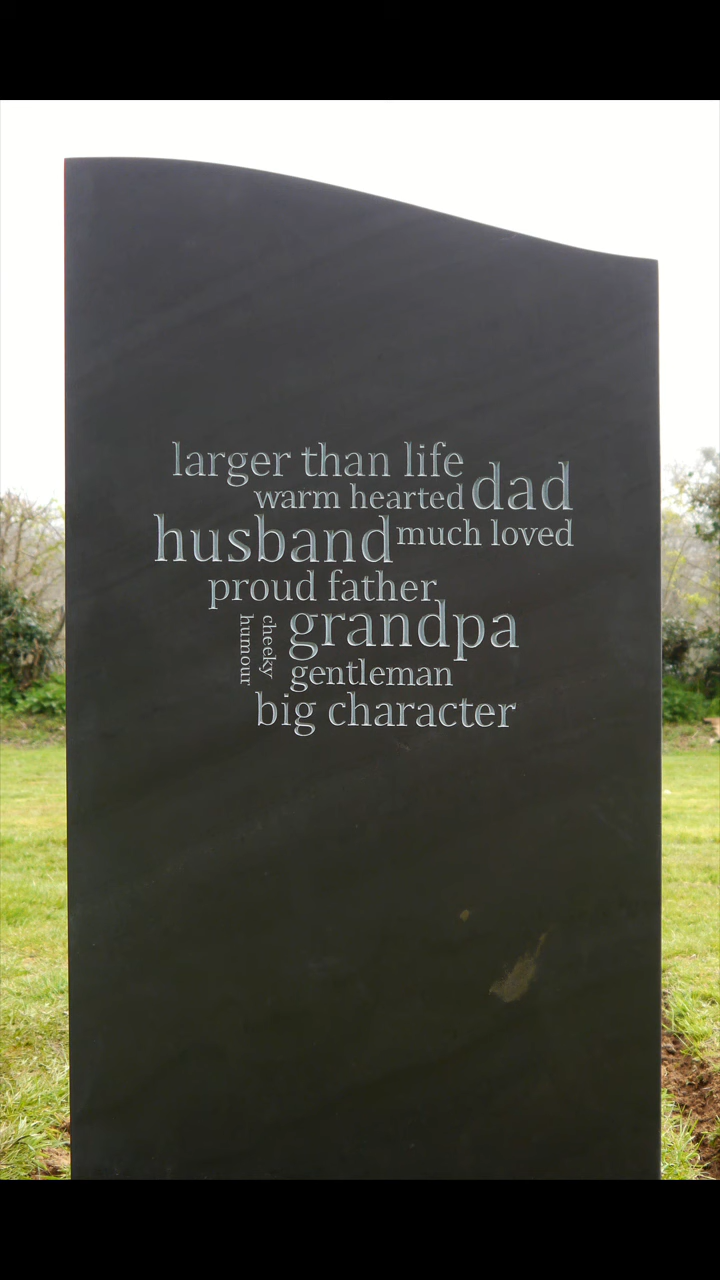 larger than life
warm hearted
dad
husband
much loved
proud father
cheeky
humour
grandpa
gentleman
big character